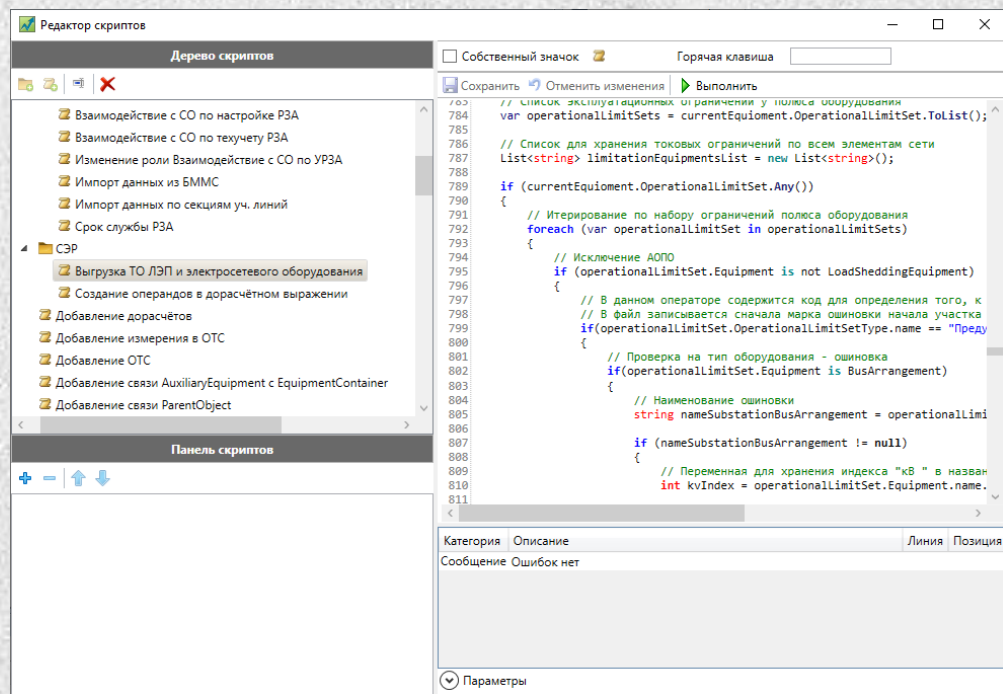 Редактор скриптов
Дерево скриптов
Взаимодействие с СО по настройке РЗА
Взаимодействие с СО по техучету РЗА
Изменение роли Взаимодействие с СО по УРЗА
Импорт данных из БММС
Импорт данных по секциям уч. линий
Срок службы РЗА
СЭР
Выгрузка ТО ЛЭП и электросетевого оборудования
Создание операндов в дорасчётном выражении
Добавление дорасчётов
Добавление измерения в ОТС
Добавление ОТС
Добавление связи AuxiliaryEquipment с EquipmentContainer
Добавление связи ParentObject
Панель скриптов
Собственный значок
Горячая клавиша
Сохранить Отменить изменения Выполнить
783 // Список эксплуатационных ограничений у полюса оборудования
784 var operationalLimitSets = currentEquioment.OperationalLimitSet.ToList();
785
786 // Список для хранения токовых ограничений по всем элементам сети
787 List<string> limitationEquipmentsList = new List<string>();
788
789 if (currentEquioment.OperationalLimitSet.Any())
790 {
791 // Итерирование по набору ограничений полюса оборудования
792 foreach (var operationalLimitSet in operationalLimitSets)
793 {
794 // Исключение АОПО
795 if (operationalLimitSet.Equipment is not LoadSheddingEquipment)
796 {
797 // В данном операторе содержится код для определения того, к
798 // В файл записывается сначала марка ошиновки начала участка
799 if(operationalLimitSet.OperationalLimitSetType.name == "Преду
800 {
801 // Проверка на тип оборудования - ошиновка
802 if(operationalLimitSet.Equipment is BusArrangement)
803 {
804 // Наименование ошиновки
805 string nameSubstationBusArrangement = operationalLimi
806
807 if (nameSubstationBusArrangement != null)
808 {
809 // Переменная для хранения индекса "кВ " в назван
810 int kvIndex = operationalLimitSet.Equipment.name.
811
Категория Описание Линия Позиция
Сообщение Ошибок нет
Параметры